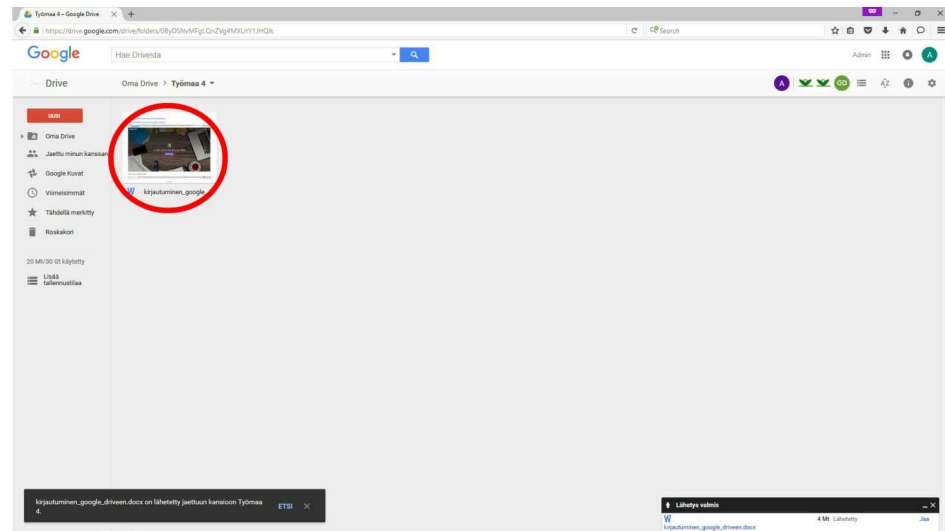 Työmaa 4 – Google Drive
https://drive.google.com/drive/folders/0ByDSNvMFgLQnZVg4MXUtYTJHQlk
Search
Google
Hae Drivesta
Admin
A
Drive
Oma Drive > Työmaa 4
A
UUSI
Oma Drive
Jaettu minun kanssan
Google Kuvat
Viimeisimmät
Tähdellä merkitty
Roskakori
20 Mt/30 Gt käytetty
Lisää
tallennustilaa
W kirjautuminen_google_
kirjautuminen_google_driveen.docx on lähetetty jaettuun kansioon Työmaa
4.
ETSI
Lähetys valmis
W
kirjautuminen_google_driveen.docx
4 Mt Lähetetty
Jaa